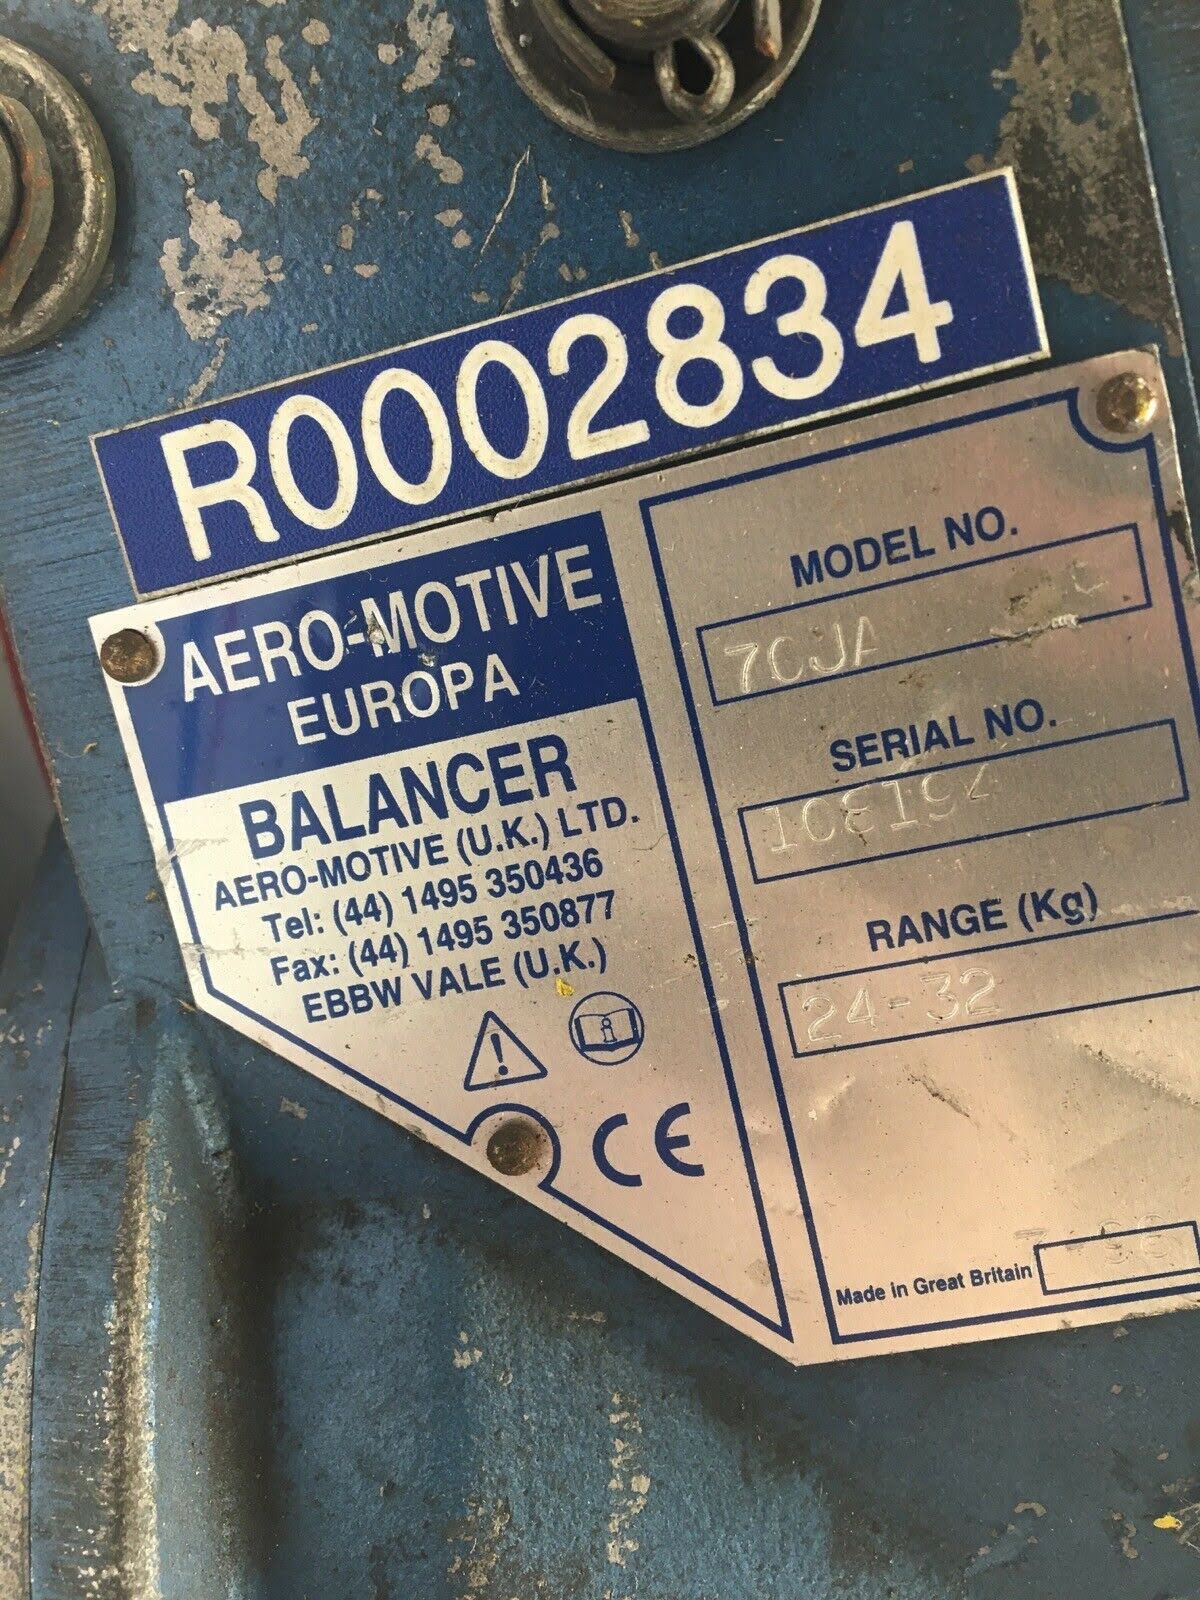 R0002834
AERO-MOTIVE
EUROPA
BALANCER
AERO-MOTIVE (U.K.) LTD.
Tel: (44) 1495 350436
Fax: (44) 1495 350877
EBBW VALE (U.K.)
CE
MODEL NO.
7CJA
SERIAL NO.
RANGE (Kg)
24-32
Made in Great Britain